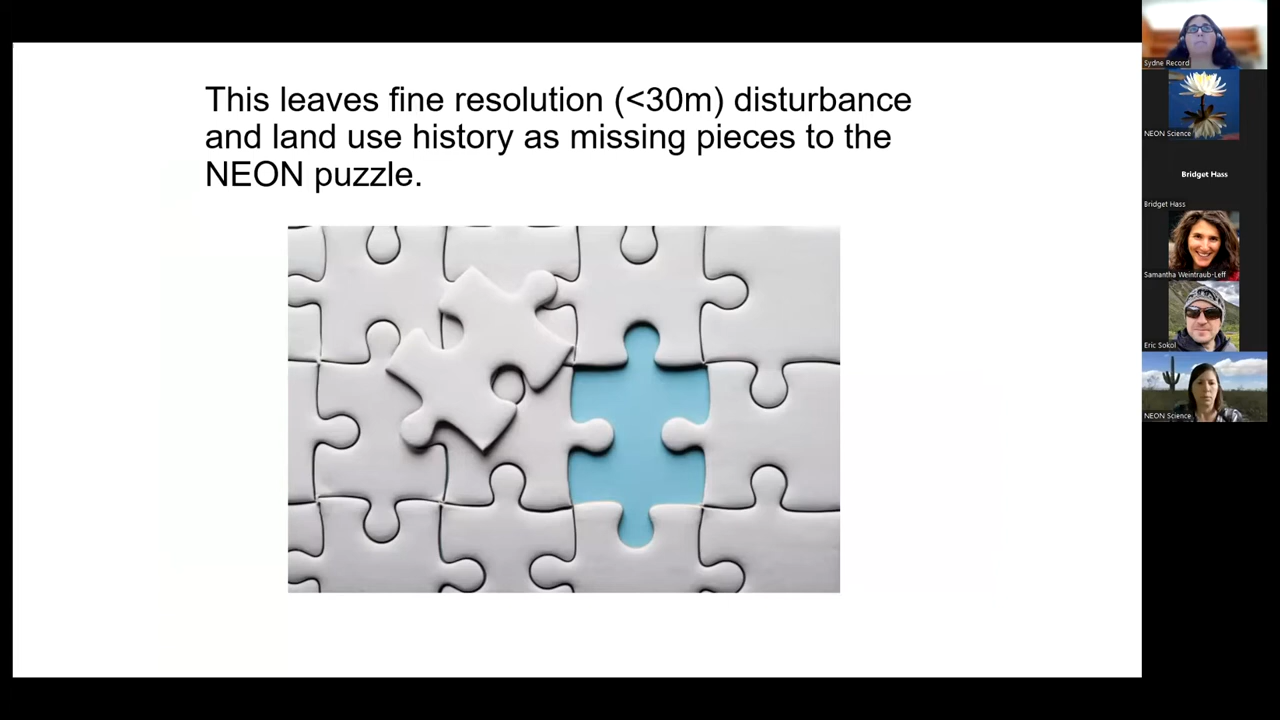 This leaves fine resolution (<30m) disturbance
and land use history as missing pieces to the
NEON puzzle.
Sydne Record
NEON Science
Bridget Hass
Bridget Hass
Samantha Weintraub-Leff
Eric Sokol
NEON Science